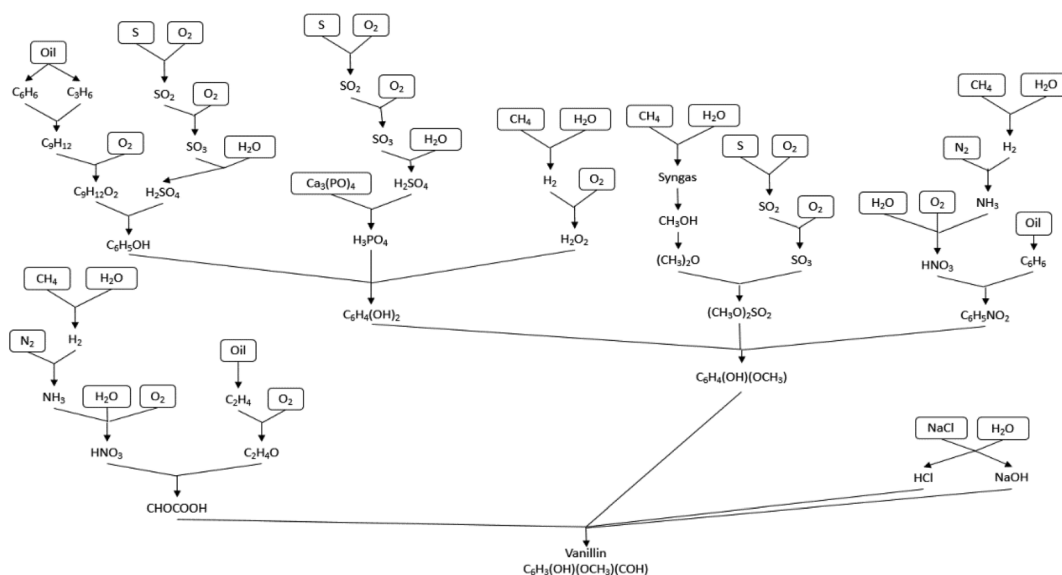 S
O₂
S
O₂
Oil
C₆H₆
C₃H₆
SO₂
O₂
SO₂
O₂
CH₄
H₂O
CH₄
H₂O
CH₄
H₂O
C₉H₁₂
O₂
SO₃
H₂O
SO₃
H₂O
S
O₂
N₂
H₂
C₉H₁₂O₂
H₂SO₄
Ca₃(PO)₄
H₂SO₄
H₂
O₂
Syngas
SO₂
O₂
H₂O
O₂
NH₃
Oil
C₆H₅OH
H₃PO₄
H₂O₂
CH₃OH
(CH₃)₂O
SO₃
HNO₃
C₆H₆
CH₄
H₂O
C₆H₄(OH)₂
(CH₃O)₂SO₂
C₆H₅NO₂
N₂
H₂
Oil
C₆H₄(OH)(OCH₃)
NH₃
H₂O
O₂
C₂H₄
O₂
NaCl
H₂O
HNO₃
C₂H₄O
HCl
NaOH
CHOCOOH
Vanillin
C₆H₃(OH)(OCH₃)(COH)